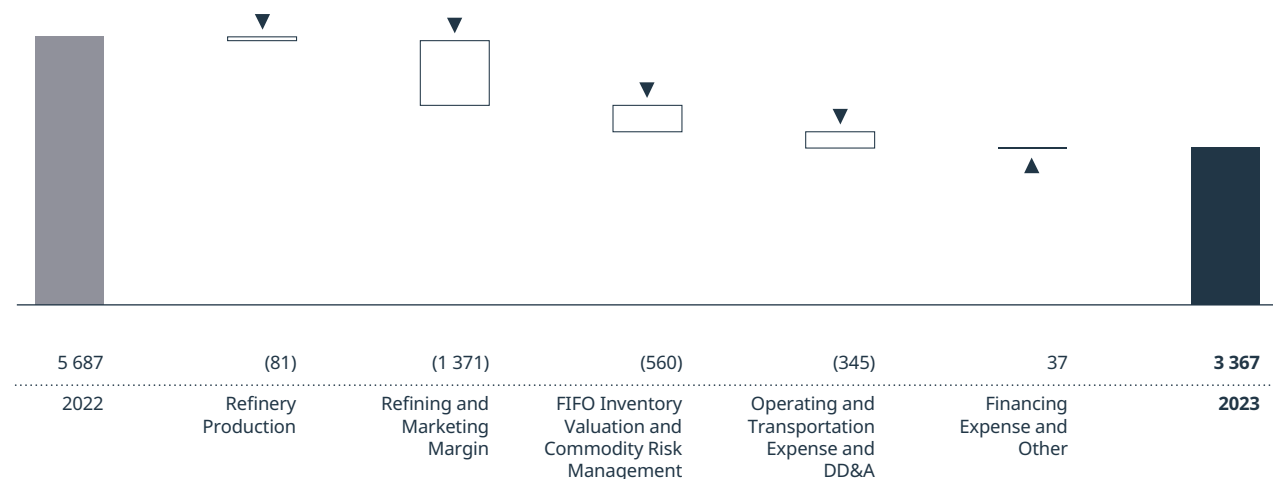 5 687 (81) (1 371) (560) (345) 37 3 367
2022 Refinery Refining and FIFO Inventory Operating and Financing 2023
Production Marketing Valuation and Transportation Expense and
Margin Commodity Risk Expense and Other
Management DD&A